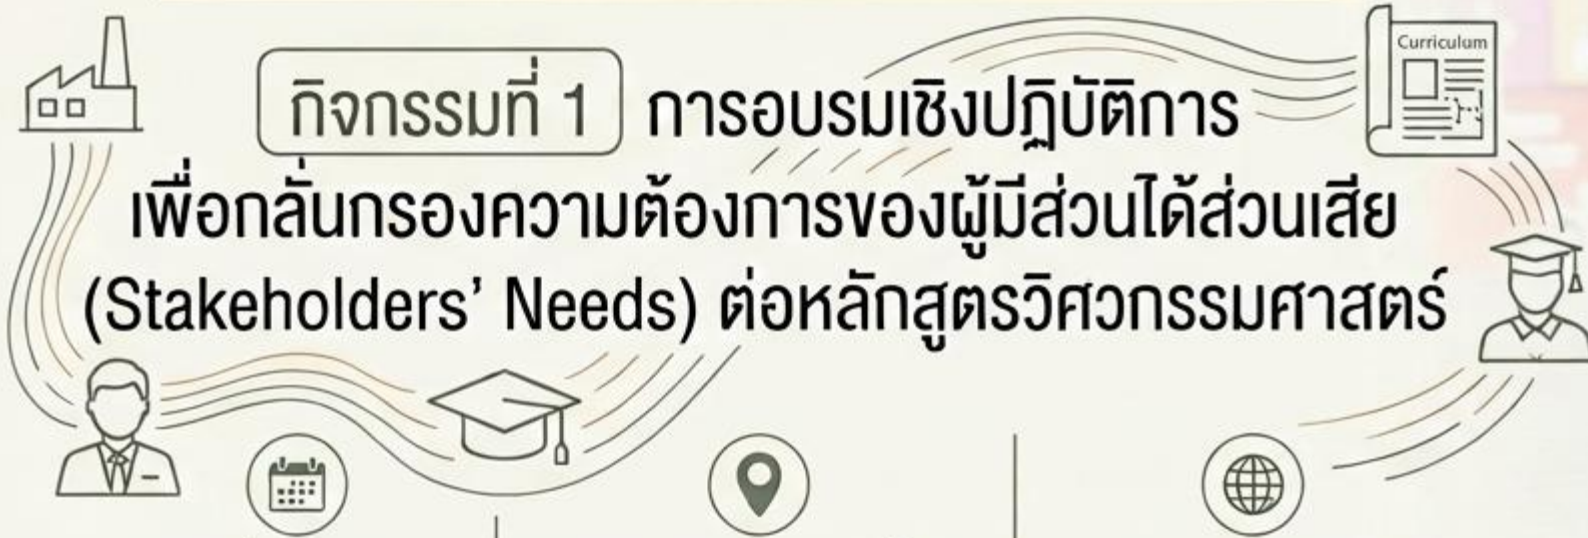 Curriculum
กิจกรรมที่ 1 การอบรมเชิงปฏิบัติการ
เพื่อกลั่นกรองความต้องการของผู้มีส่วนได้ส่วนเสีย
(Stakeholders’ Needs) ต่อหลักสูตรวิศวกรรมศาสตร์